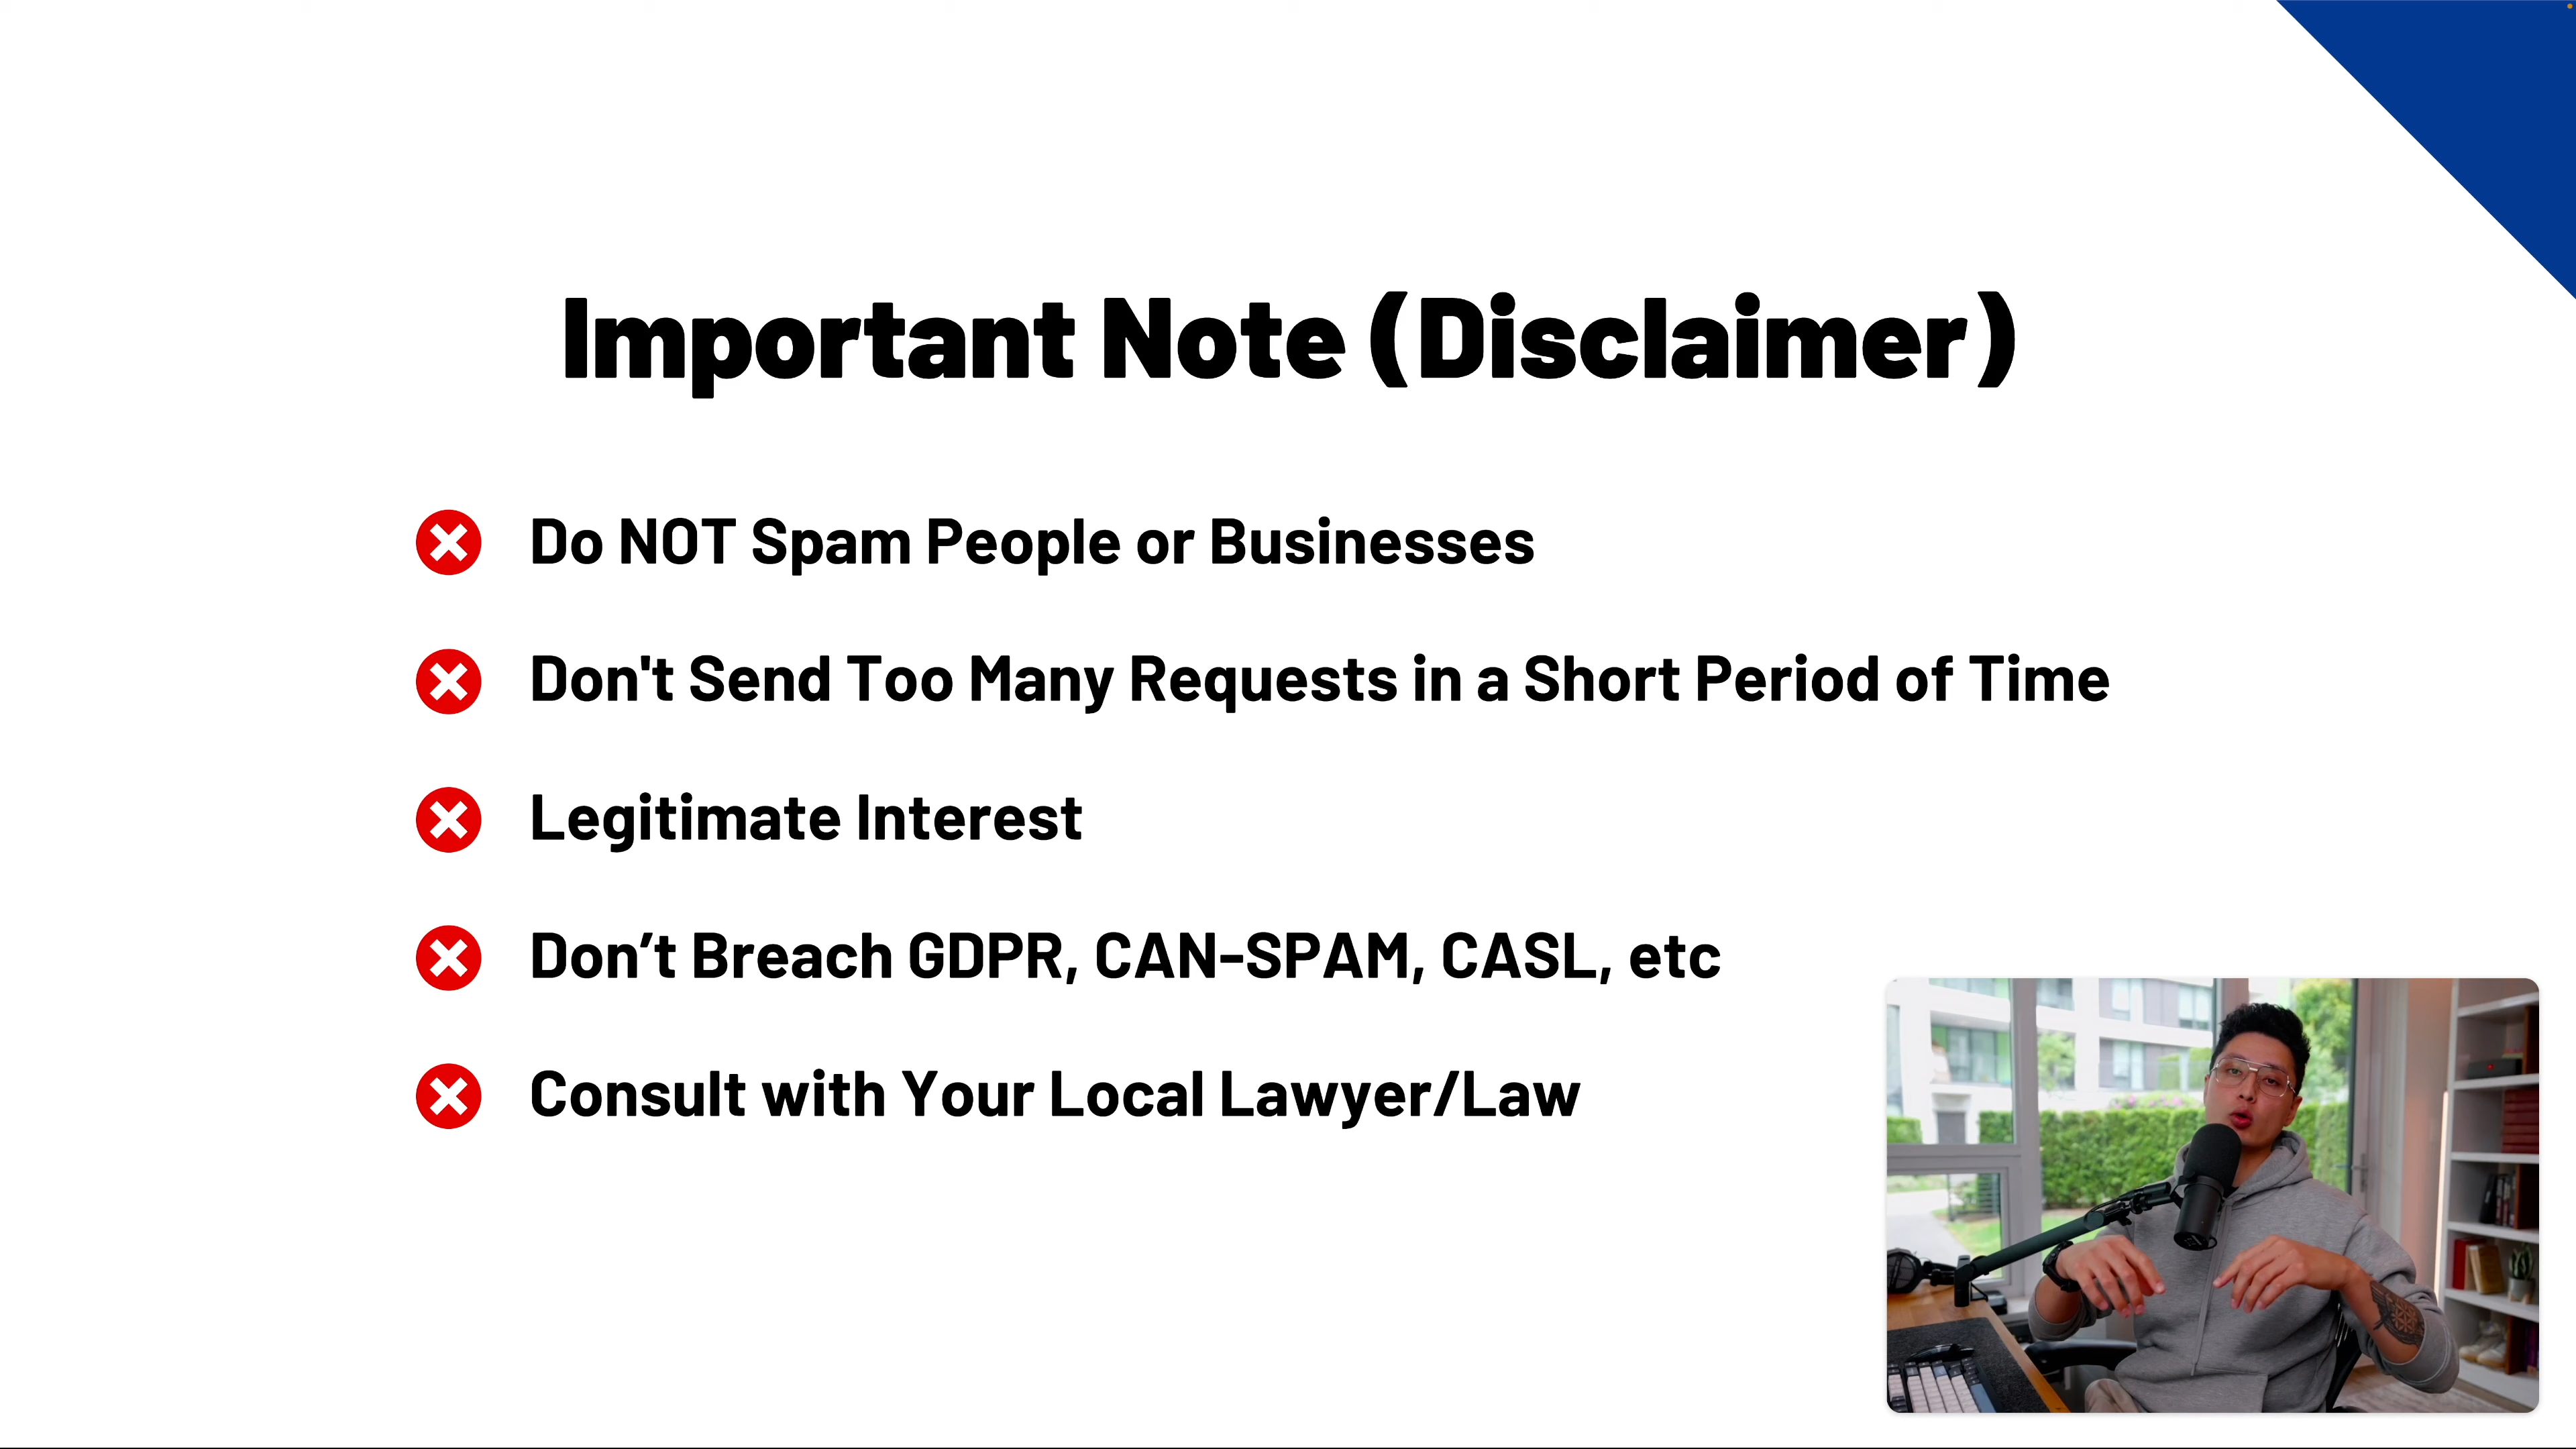 Important Note (Disclaimer)
Do NOT Spam People or Businesses
Don't Send Too Many Requests in a Short Period of Time
Legitimate Interest
Don’t Breach GDPR, CAN-SPAM, CASL, etc
Consult with Your Local Lawyer/Law